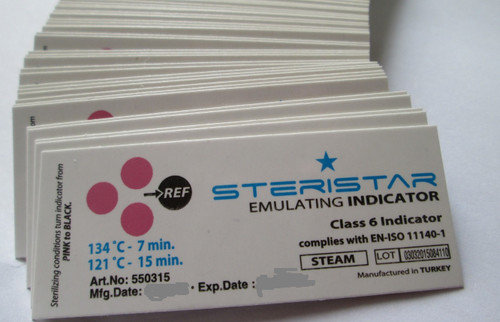 Sterilizing conditions turn indicator from
PINK to BLACK.
REF
134 °C - 7 min.
121 °C - 15 min.
Art.No: 550315
Mfg.Date: · Exp.Date :
STERISTAR
EMULATING INDICATOR
Class 6 Indicator
complies with EN-ISO 11140-1
STEAM LOT 03032015084110
Manufactured in TURKEY